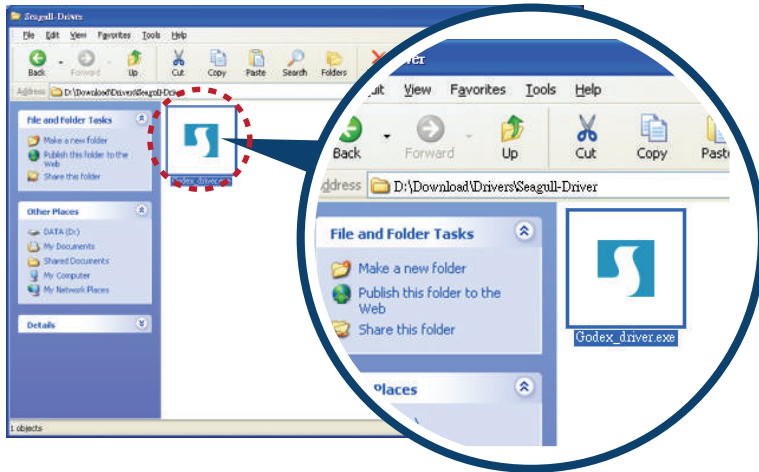 Seagull-Driver
File Edit View Favorites Tools Help
Back Forward Up Cut Copy Paste Search Folders
Address D:\Download\Drivers\Seagull-Driver
File and Folder Tasks
Make a new folder
Publish this folder to the
Web
Share this folder
Other Places
DATA (D:)
My Documents
Shared Documents
My Computer
My Network Places
Details
Godex_driver.exe
1 objects
View Favorites Tools Help
Back Forward Up Cut Copy
Address D:\Download\Drivers\Seagull-Driver
File and Folder Tasks
Make a new folder
Publish this folder to the
Web
Share this folder
Places
Godex_driver.exe